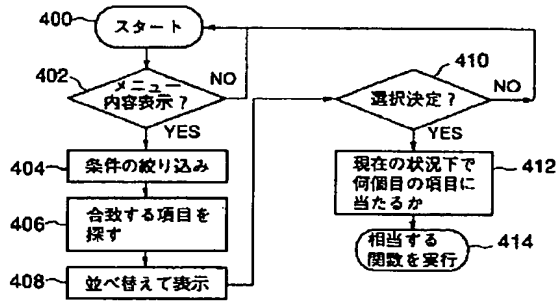 400
スタート
402
メニュー
内容表示？
NO
YES
404
条件の絞り込み
406
合致する項目を
探す
408
並べ替えて表示
410
選択決定？
NO
YES
現在の状況下で
何個目の項目に
当たるか
412
相当する
関数を実行
414